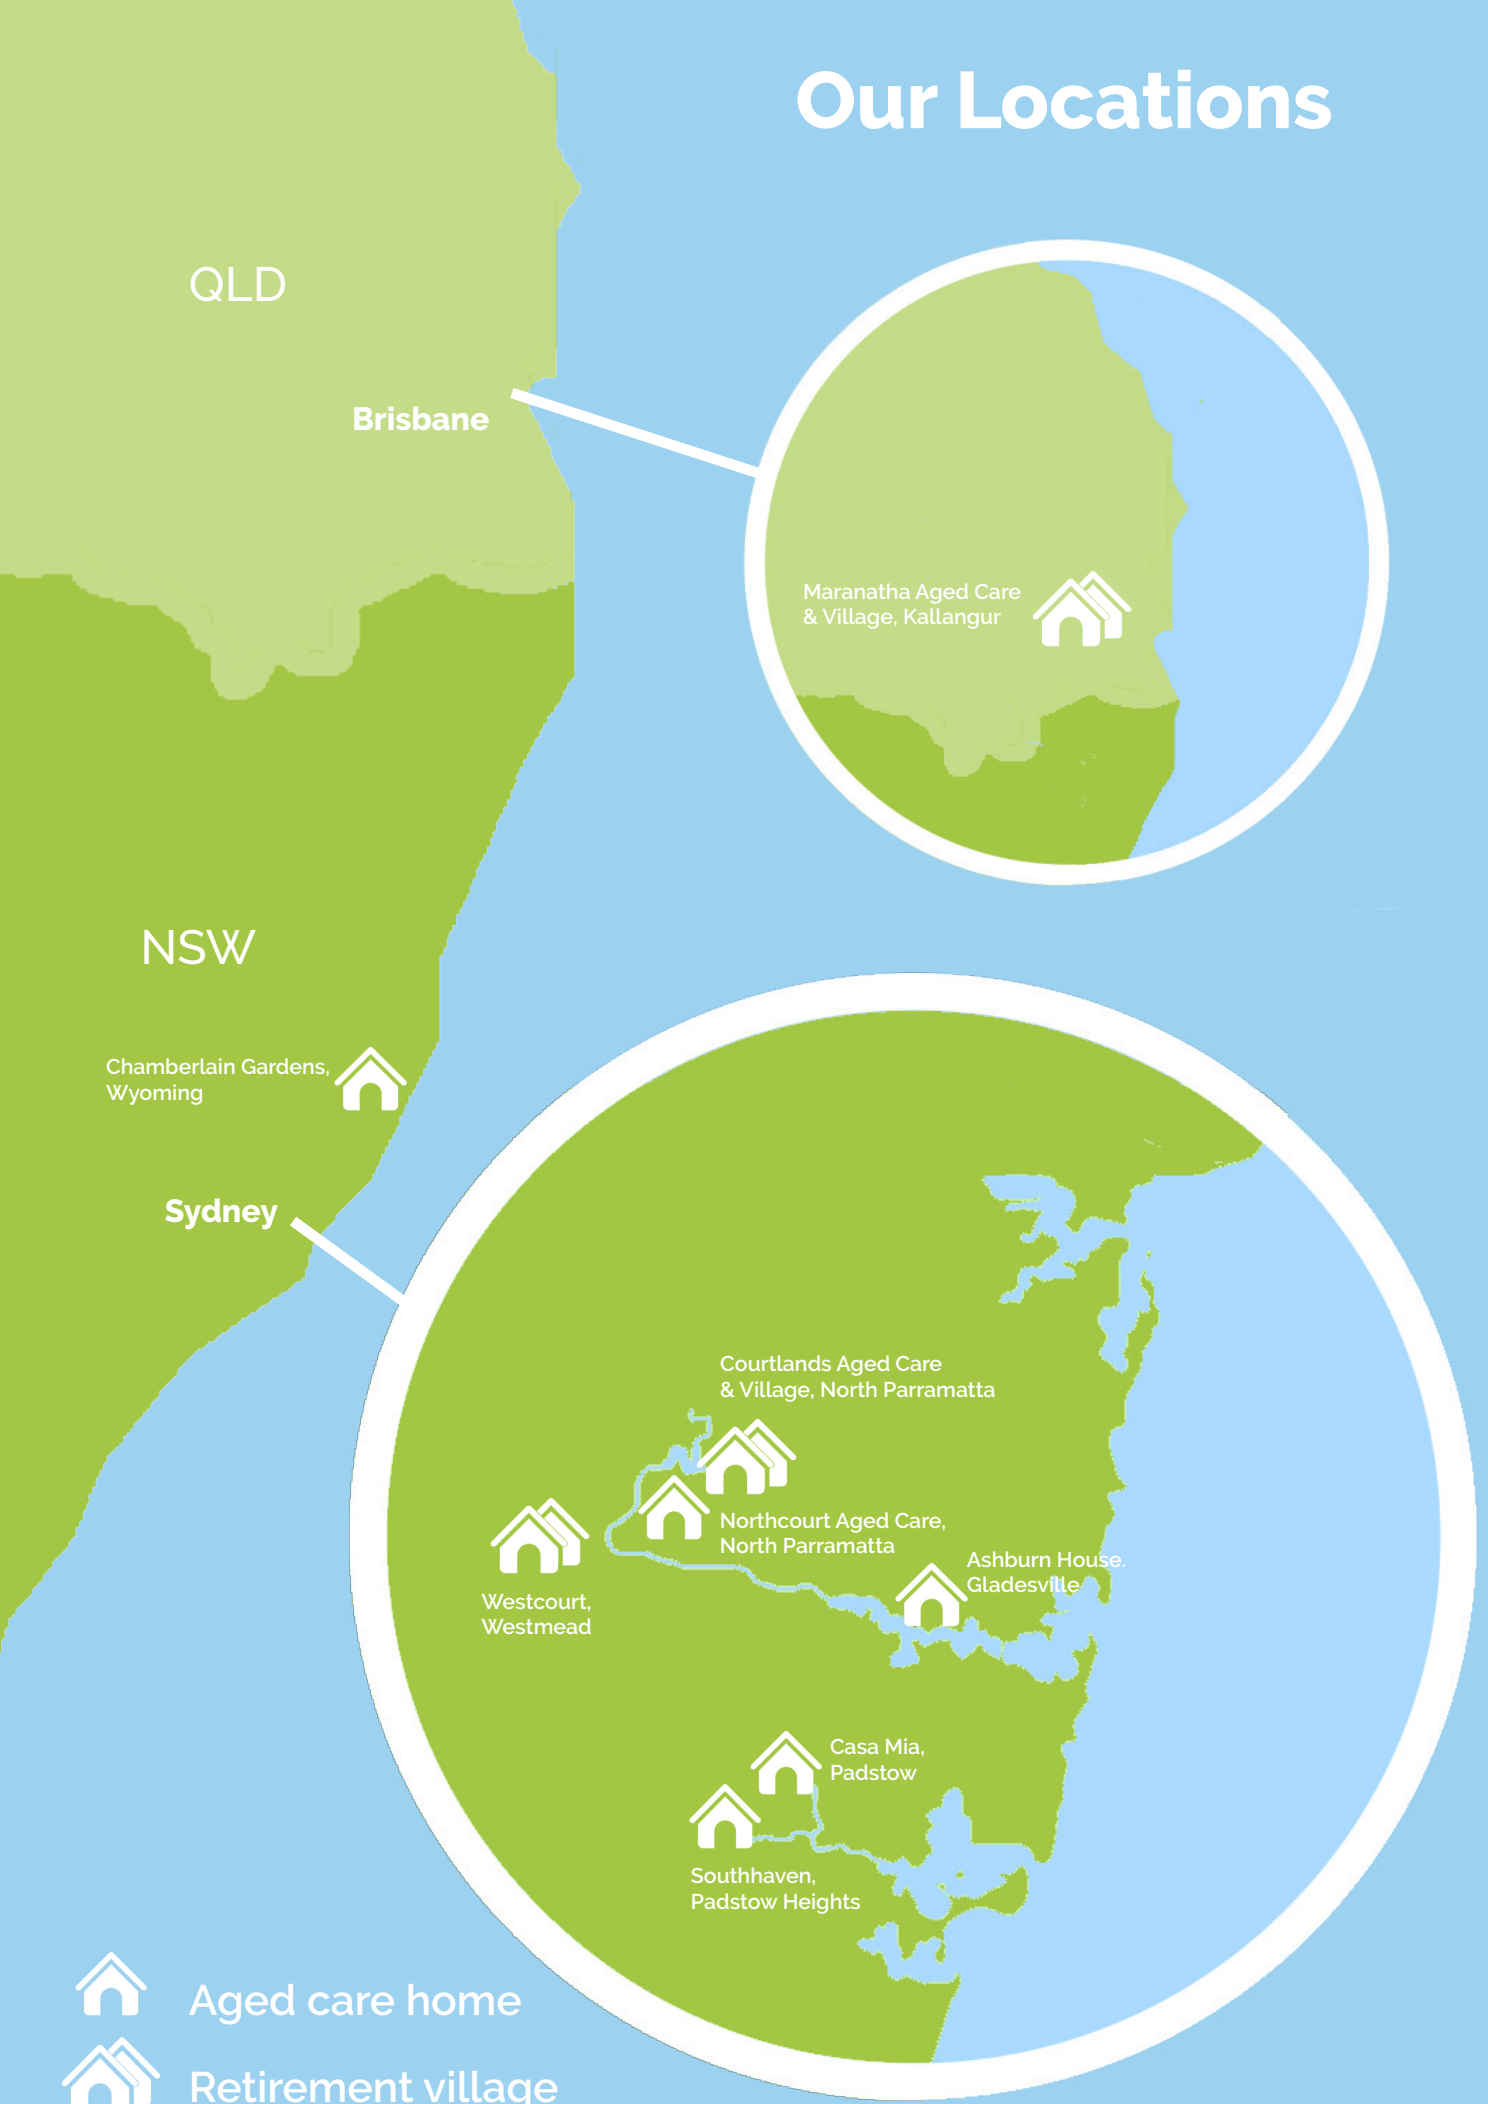 Our Locations
QLD
Brisbane
Maranatha Aged Care
& Village, Kallangur
NSW
Chamberlain Gardens,
Wyoming
Sydney
Courtlands Aged Care
& Village, North Parramatta
Northcourt Aged Care,
North Parramatta
Ashburn House.
Gladesville
Westcourt,
Westmead
Casa Mia,
Padstow
Southhaven,
Padstow Heights
Aged care home
Retirement village